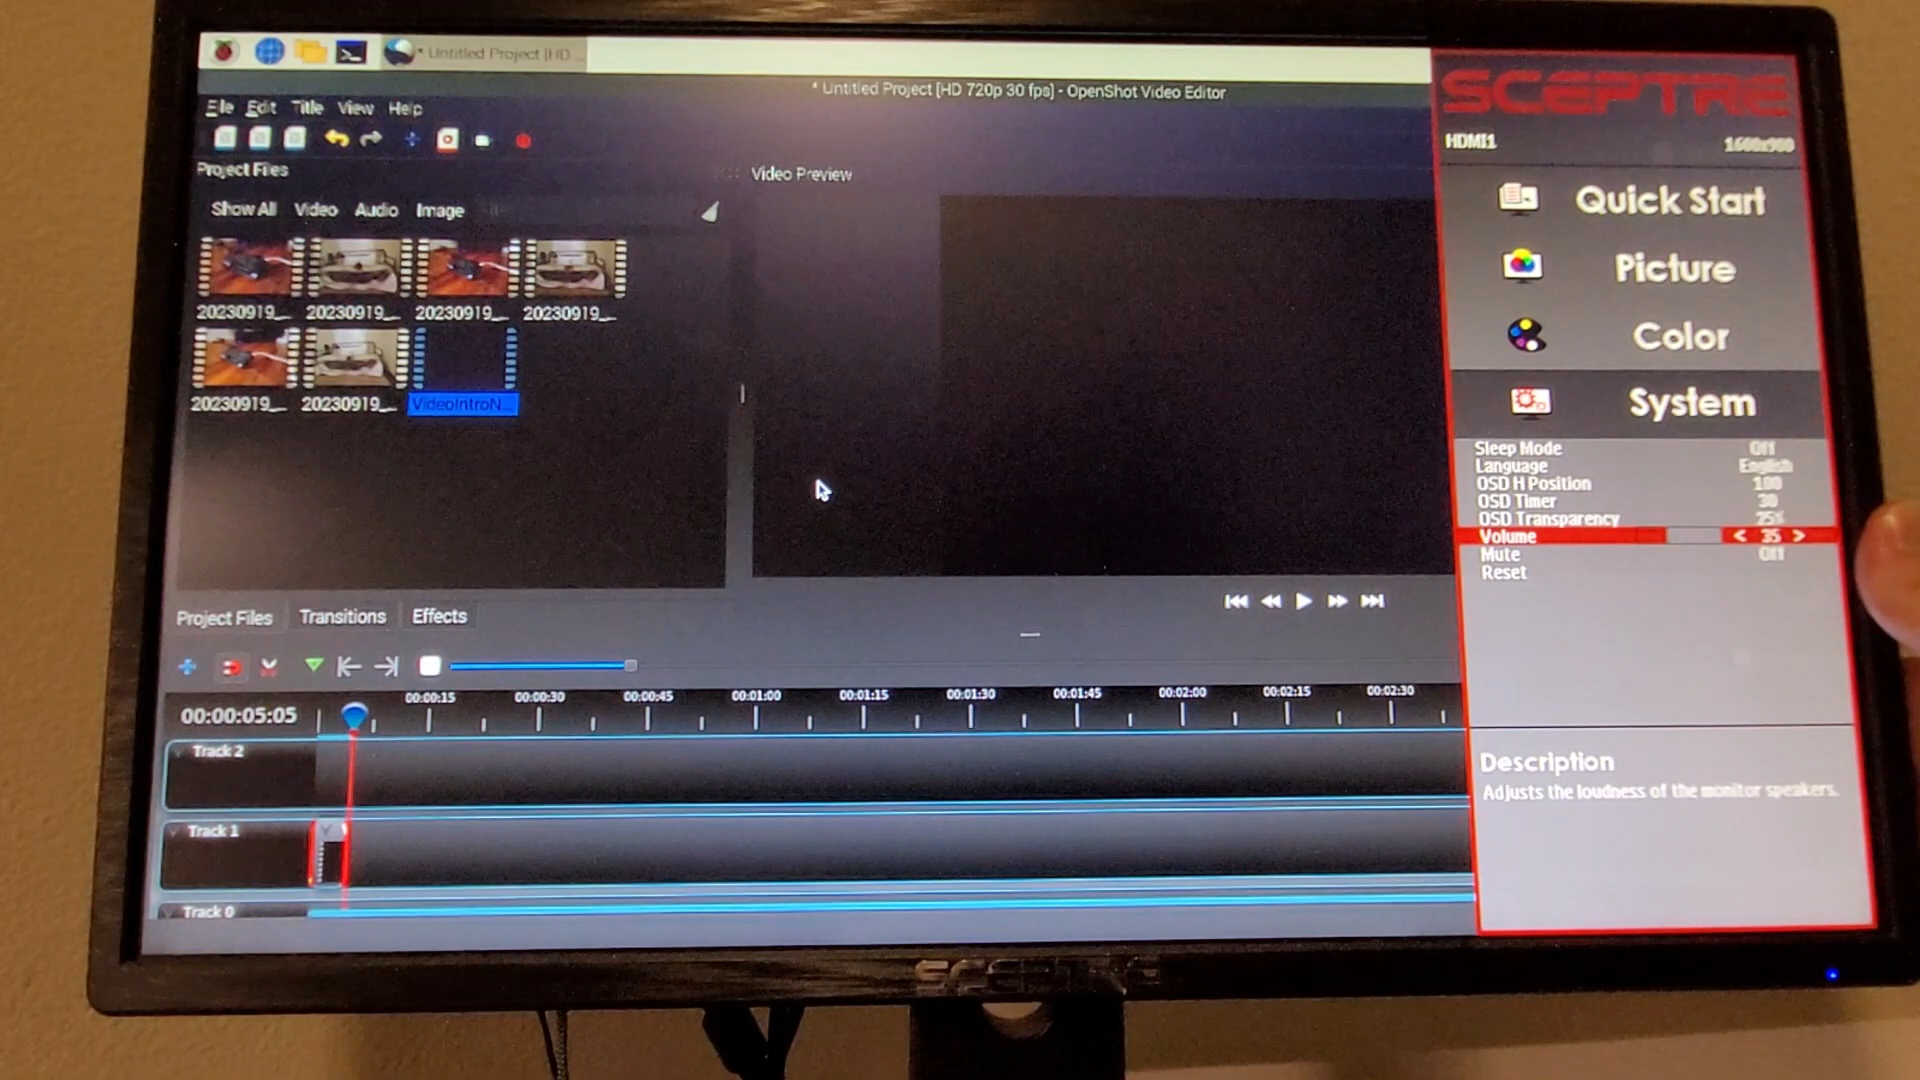 * Untitled Project [HD ...
* Untitled Project [HD 720p 30 fps] - OpenShot Video Editor
File Edit Title View Help
Project Files
Video Preview
Show All Video Audio Image
20230919_... 20230919_... 20230919_... 20230919_...
20230919_... 20230919_... VideoIntroN...
Project Files Transitions Effects
00:00:15 00:00:30 00:00:45 00:01:00 00:01:15 00:01:30 00:01:45 00:02:00 00:02:15 00:02:30
00:00:05:05
Track 2
Track 1
Track 0
SCEPTRE
HDMI1 1600x900
Quick Start
Picture
Color
System
Sleep Mode Off
Language English
OSD H Position 100
OSD Timer 30
OSD Transparency 25%
Volume < 35 >
Mute Off
Reset
Description
Adjusts the loudness of the monitor speakers.
SCEPTRE